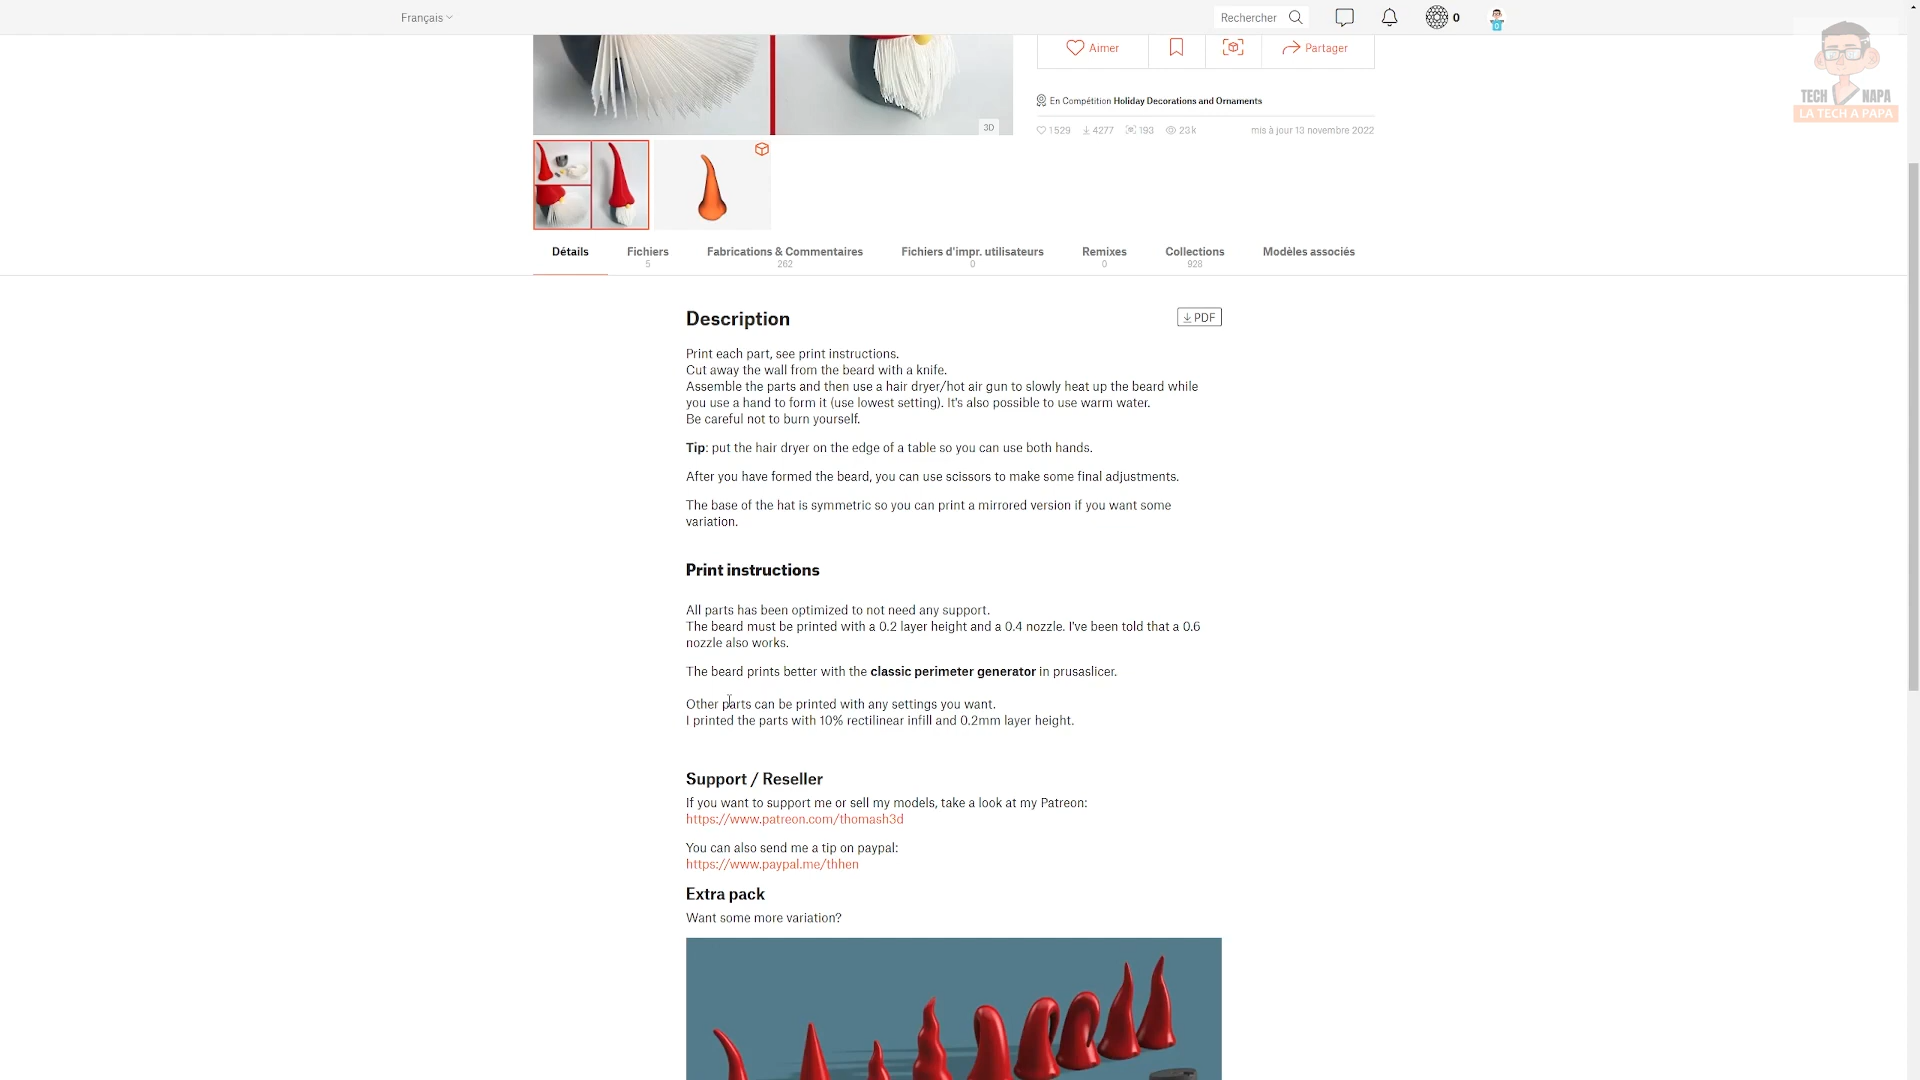 Français
Rechercher
0
TECH NAPA
LA TECH A PAPA
Aimer
Partager
En Compétition Holiday Decorations and Ornaments
1529 4277 193 23k mis à jour 13 novembre 2022
3D
Détails
Fichiers
5
Fabrications & Commentaires
262
Fichiers d'impr. utilisateurs
0
Remixes
0
Collections
928
Modèles associés
Description
PDF
Print each part, see print instructions.
Cut away the wall from the beard with a knife.
Assemble the parts and then use a hair dryer/hot air gun to slowly heat up the beard while
you use a hand to form it (use lowest setting). It's also possible to use warm water.
Be careful not to burn yourself.
Tip: put the hair dryer on the edge of a table so you can use both hands.
After you have formed the beard, you can use scissors to make some final adjustments.
The base of the hat is symmetric so you can print a mirrored version if you want some
variation.
Print instructions
All parts has been optimized to not need any support.
The beard must be printed with a 0.2 layer height and a 0.4 nozzle. I've been told that a 0.6
nozzle also works.
The beard prints better with the classic perimeter generator in prusaslicer.
Other parts can be printed with any settings you want.
I printed the parts with 10% rectilinear infill and 0.2mm layer height.
Support / Reseller
If you want to support me or sell my models, take a look at my Patreon:
https://www.patreon.com/thomash3d
You can also send me a tip on paypal:
https://www.paypal.me/thhen
Extra pack
Want some more variation?